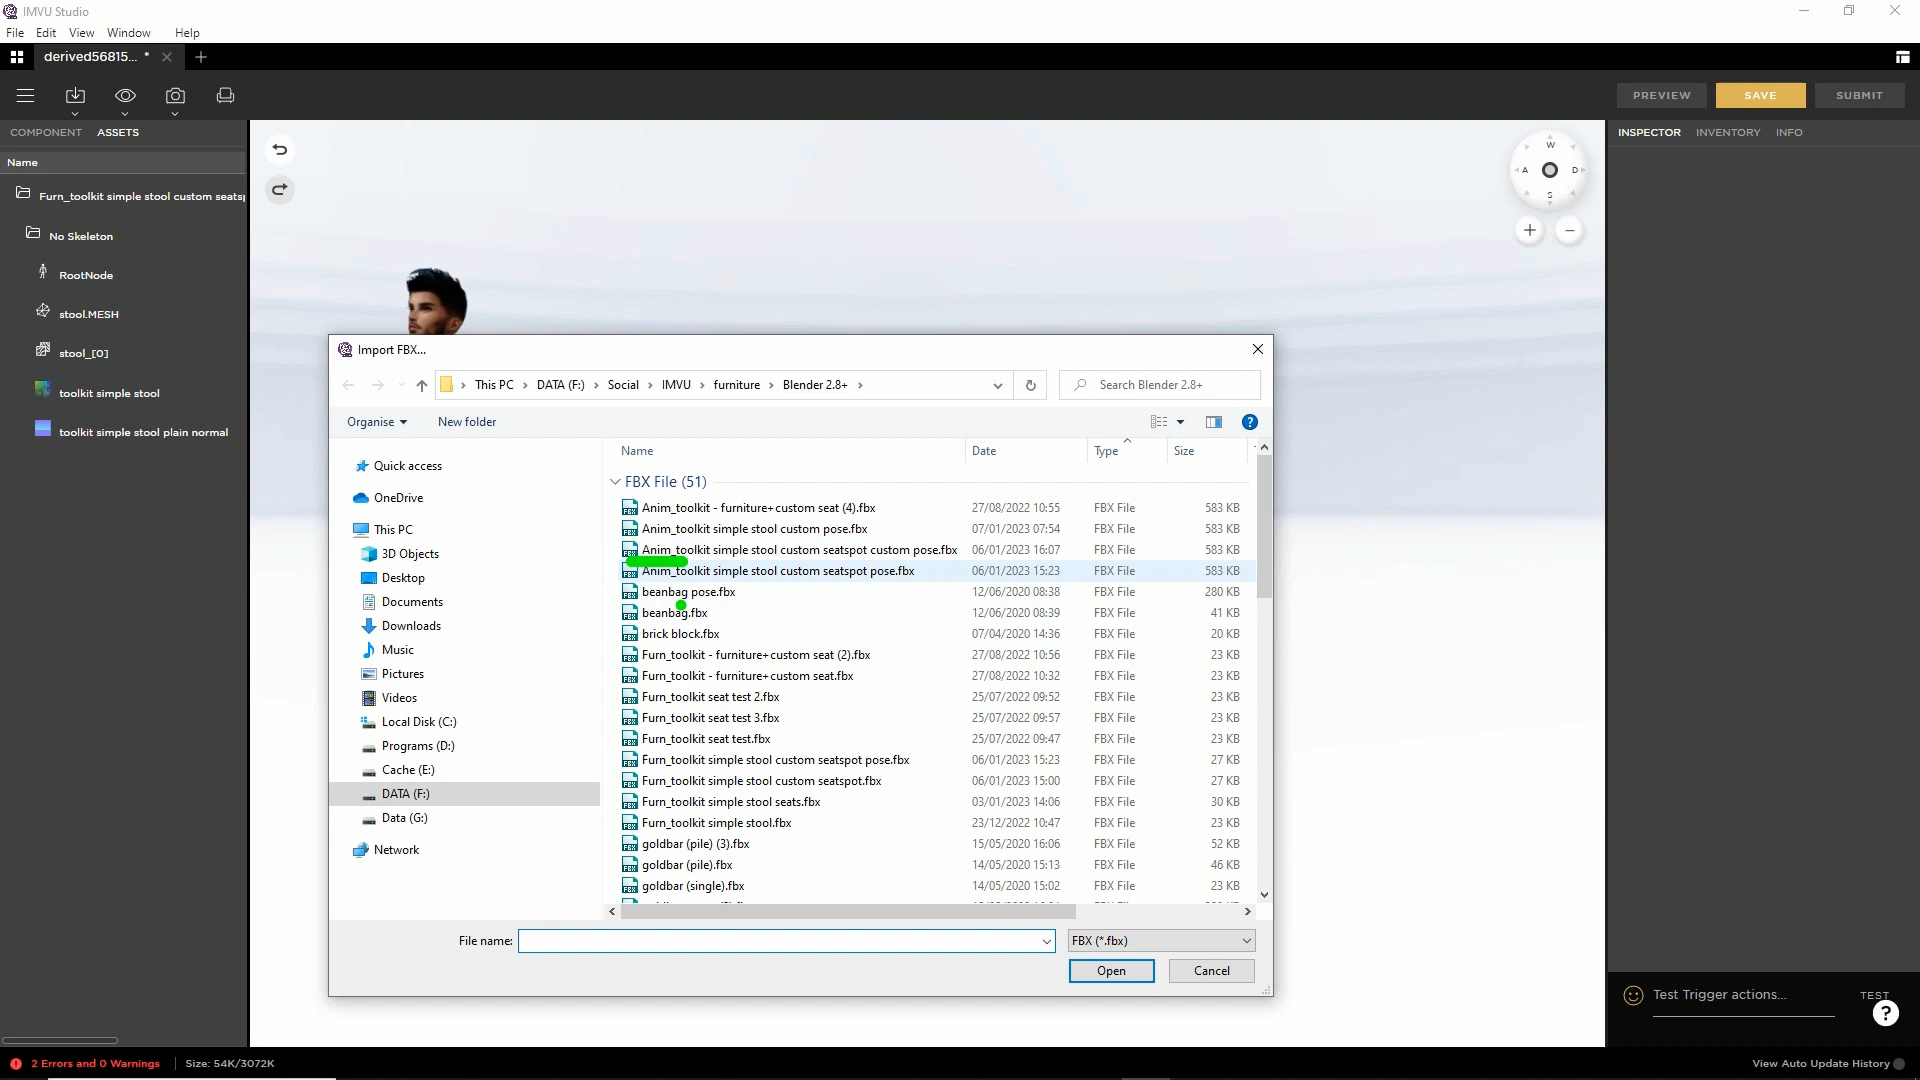 IMVU Studio
File Edit View Window Help
derived56815... *
PREVIEW SAVE SUBMIT
COMPONENT ASSETS
INSPECTOR INVENTORY INFO
Name
Furn_toolkit simple stool custom seatsp
No Skeleton
RootNode
stool.MESH
stool_[0]
toolkit simple stool
toolkit simple stool plain normal
W
A D
S
Import FBX...
This PC > DATA (F:) > Social > IMVU > furniture > Blender 2.8+ >
Search Blender 2.8+
Organise New folder
Quick access
OneDrive
This PC
3D Objects
Desktop
Documents
Downloads
Music
Pictures
Videos
Local Disk (C:)
Programs (D:)
Cache (E:)
DATA (F:)
Data (G:)
Network
Name Date Type Size
FBX File (51)
Anim_toolkit - furniture+custom seat (4).fbx 27/08/2022 10:55 FBX File 583 KB
Anim_toolkit simple stool custom pose.fbx 07/01/2023 07:54 FBX File 583 KB
Anim_toolkit simple stool custom seatspot custom pose.fbx 06/01/2023 16:07 FBX File 583 KB
Anim_toolkit simple stool custom seatspot pose.fbx 06/01/2023 15:23 FBX File 583 KB
beanbag pose.fbx 12/06/2020 08:38 FBX File 280 KB
beanbag.fbx 12/06/2020 08:39 FBX File 41 KB
brick block.fbx 07/04/2020 14:36 FBX File 20 KB
Furn_toolkit - furniture+custom seat (2).fbx 27/08/2022 10:56 FBX File 23 KB
Furn_toolkit - furniture+custom seat.fbx 27/08/2022 10:32 FBX File 23 KB
Furn_toolkit seat test 2.fbx 25/07/2022 09:52 FBX File 23 KB
Furn_toolkit seat test 3.fbx 25/07/2022 09:57 FBX File 23 KB
Furn_toolkit seat test.fbx 25/07/2022 09:47 FBX File 23 KB
Furn_toolkit simple stool custom seatspot pose.fbx 06/01/2023 15:23 FBX File 27 KB
Furn_toolkit simple stool custom seatspot.fbx 06/01/2023 15:00 FBX File 27 KB
Furn_toolkit simple stool seats.fbx 03/01/2023 14:06 FBX File 30 KB
Furn_toolkit simple stool.fbx 23/12/2022 10:47 FBX File 23 KB
goldbar (pile) (3).fbx 15/05/2020 16:06 FBX File 52 KB
goldbar (pile).fbx 14/05/2020 15:13 FBX File 46 KB
goldbar (single).fbx 14/05/2020 15:02 FBX File 23 KB
File name: FBX (*.fbx)
Open Cancel
Test Trigger actions... TEST
?
2 Errors and 0 Warnings Size: 54K/3072K View Auto Update History